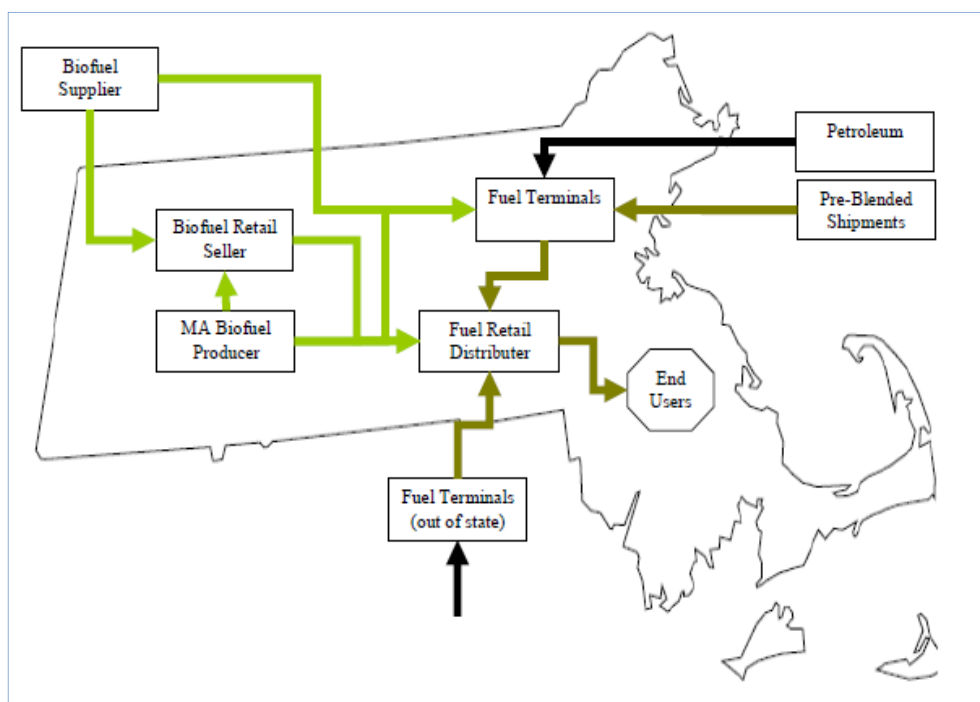 Biofuel
Supplier
Petroleum
Fuel Terminals
Pre-Blended
Shipments
Biofuel Retail
Seller
MA Biofuel
Producer
Fuel Retail
Distributer
End
Users
Fuel Terminals
(out of state)